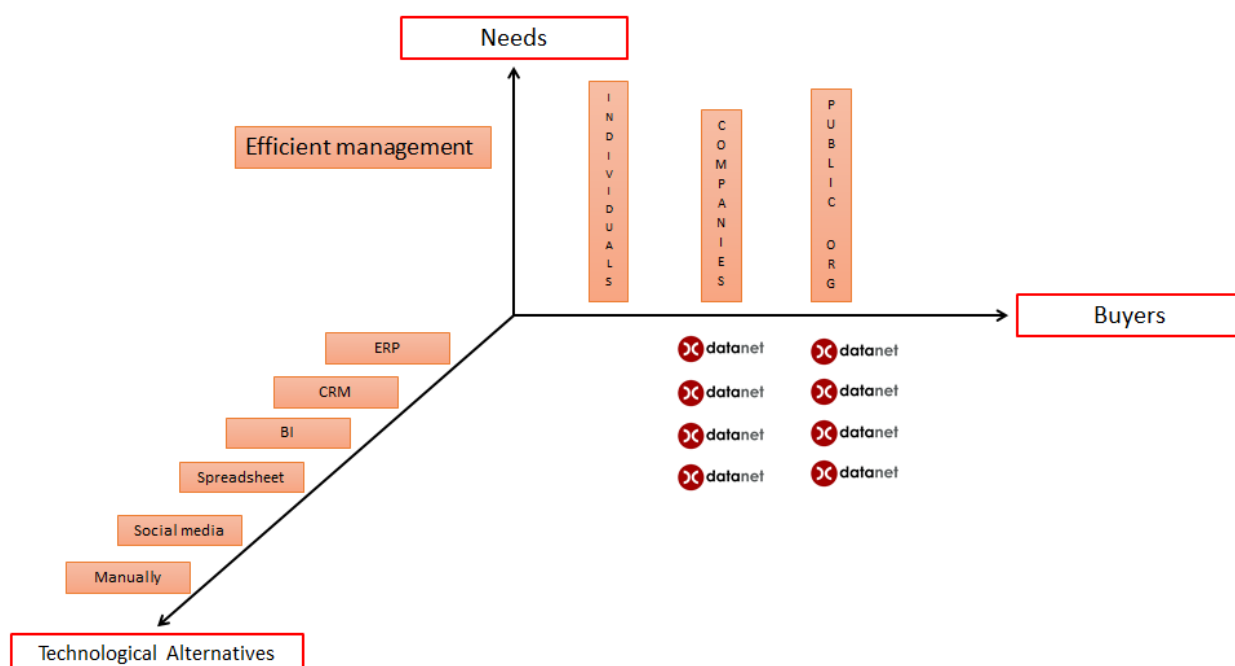 Needs
Efficient management
INDIVIDUALS
COMPANIES
PUBLIC ORG
Buyers
ERP
CRM
BI
Spreadsheet
Social media
Manually
Technological Alternatives
datanet datanet
datanet datanet
datanet datanet
datanet datanet